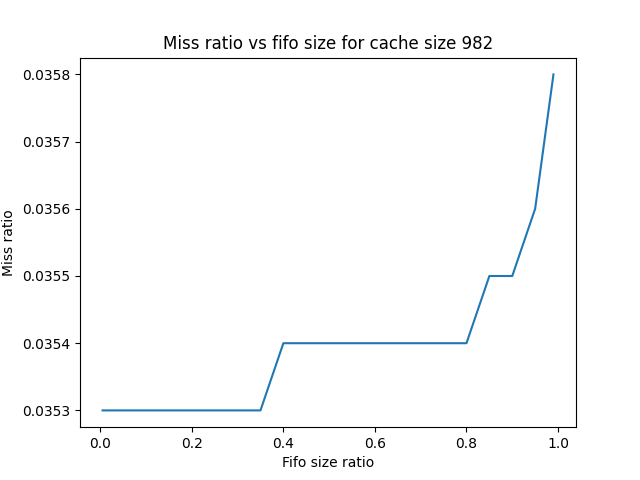 Miss ratio vs fifo size for cache size 982
0.0358
0.0357
0.0356
0.0355
0.0354
0.0353
Miss ratio
0.0 0.2 0.4 0.6 0.8 1.0
Fifo size ratio